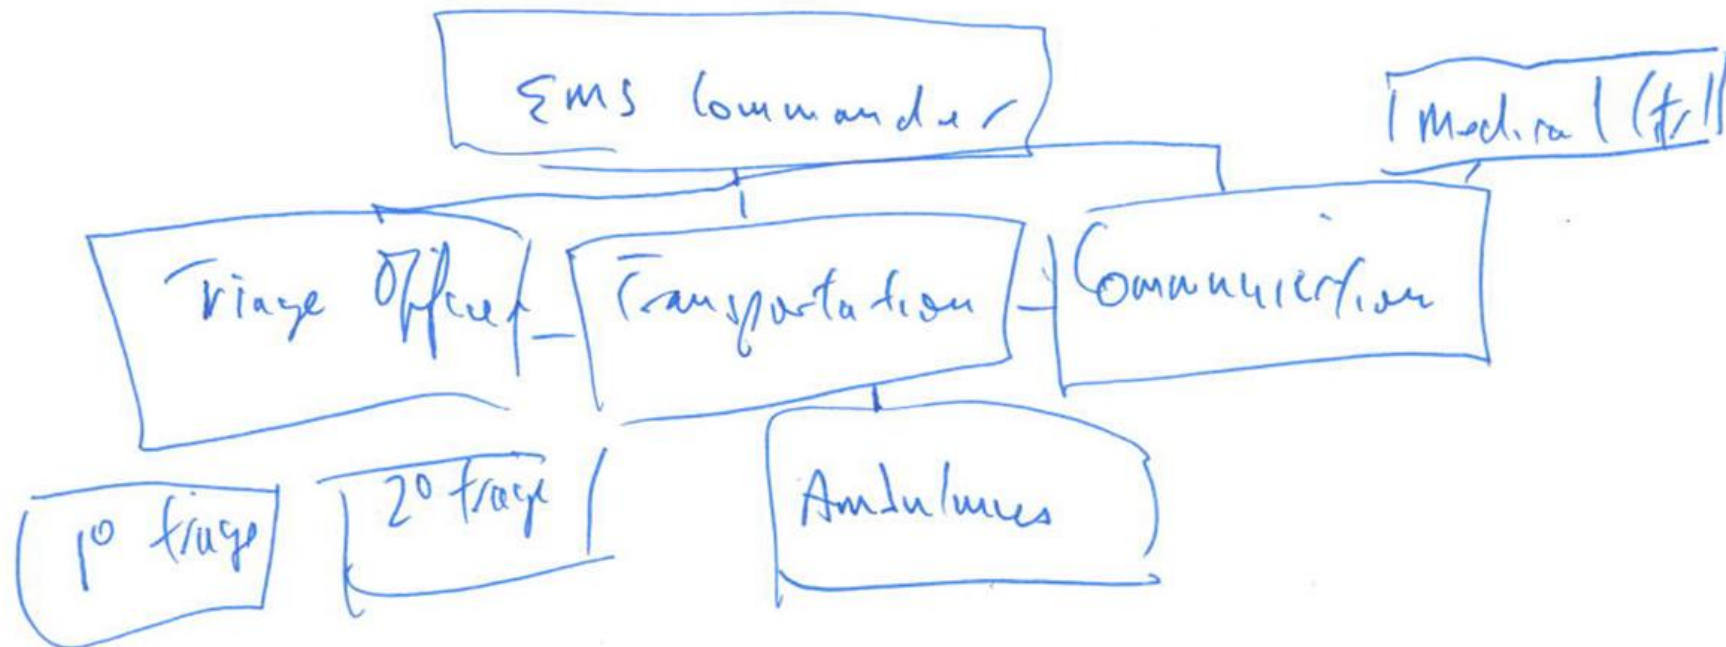 EMS Commander
Medical Ctrl
Triage Officer
Transportation
Communication
1° triage
2° triage
Ambulances